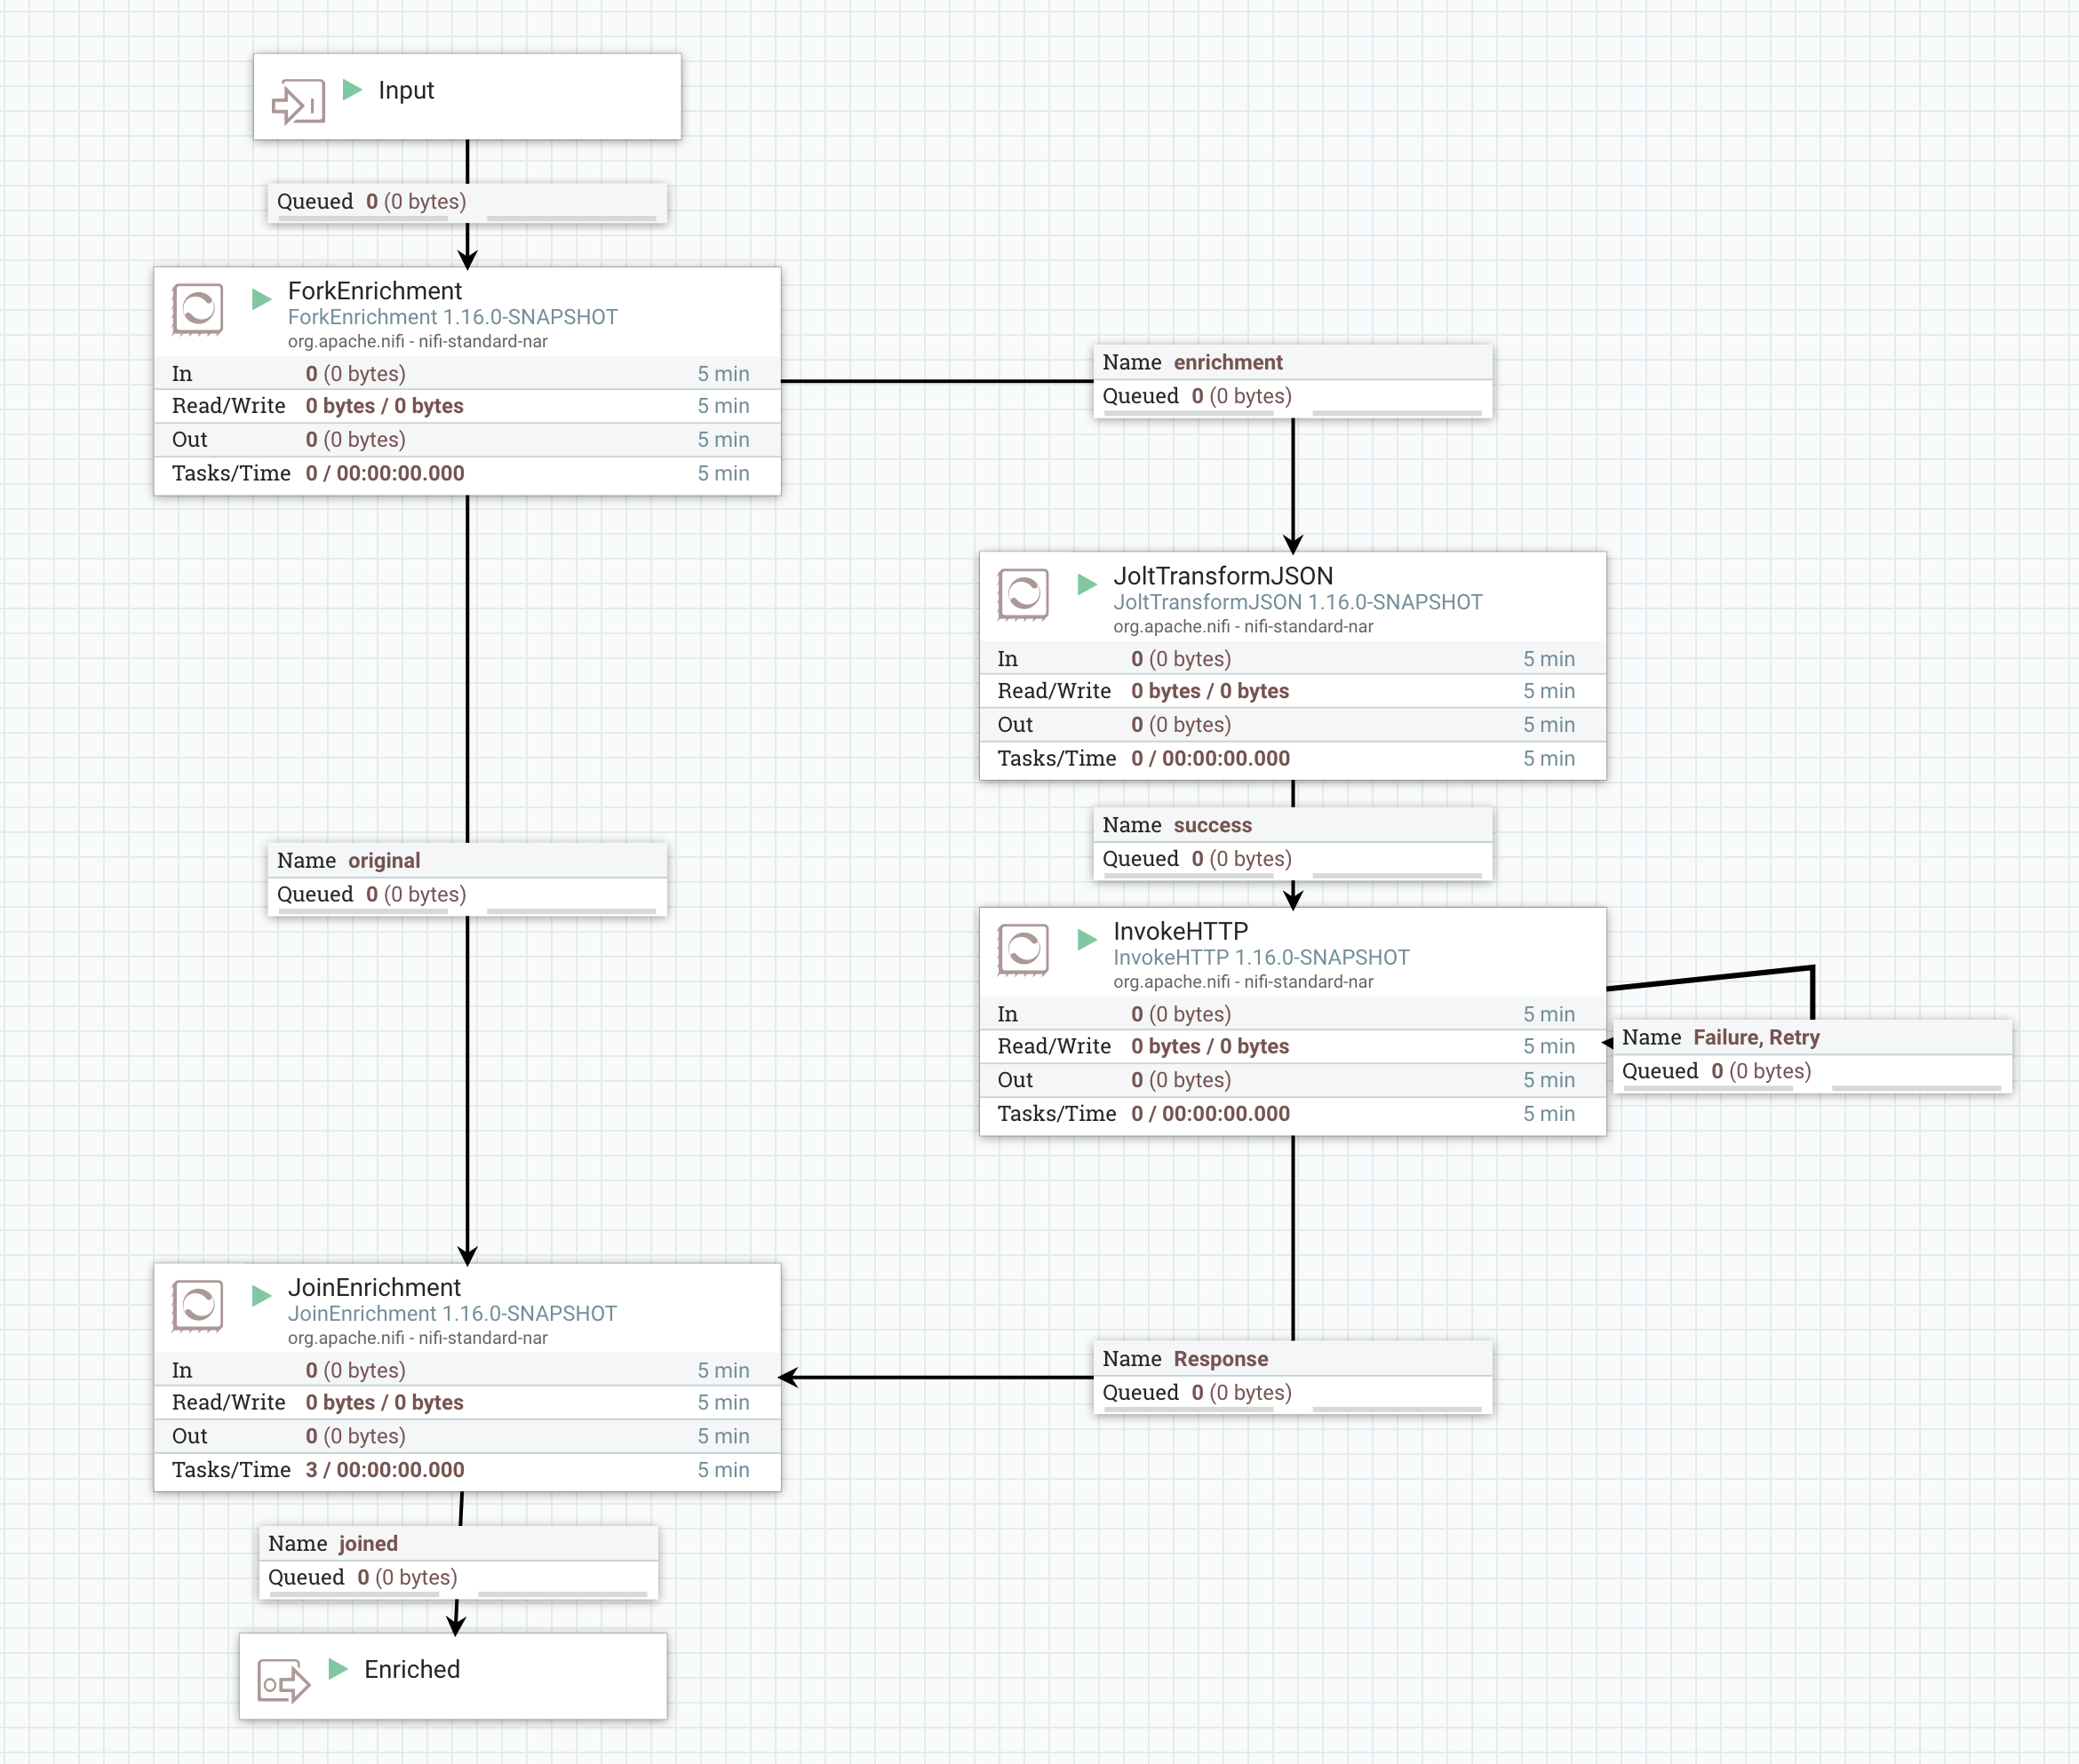 Input
Queued 0 (0 bytes)
ForkEnrichment
ForkEnrichment 1.16.0-SNAPSHOT
org.apache.nifi - nifi-standard-nar
In 0 (0 bytes) 5 min
Read/Write 0 bytes / 0 bytes 5 min
Out 0 (0 bytes) 5 min
Tasks/Time 0 / 00:00:00.000 5 min
Name enrichment
Queued 0 (0 bytes)
JoltTransformJSON
JoltTransformJSON 1.16.0-SNAPSHOT
org.apache.nifi - nifi-standard-nar
In 0 (0 bytes) 5 min
Read/Write 0 bytes / 0 bytes 5 min
Out 0 (0 bytes) 5 min
Tasks/Time 0 / 00:00:00.000 5 min
Name success
Queued 0 (0 bytes)
Name original
Queued 0 (0 bytes)
InvokeHTTP
InvokeHTTP 1.16.0-SNAPSHOT
org.apache.nifi - nifi-standard-nar
In 0 (0 bytes) 5 min
Read/Write 0 bytes / 0 bytes 5 min
Out 0 (0 bytes) 5 min
Tasks/Time 0 / 00:00:00.000 5 min
Name Failure, Retry
Queued 0 (0 bytes)
JoinEnrichment
JoinEnrichment 1.16.0-SNAPSHOT
org.apache.nifi - nifi-standard-nar
In 0 (0 bytes) 5 min
Read/Write 0 bytes / 0 bytes 5 min
Out 0 (0 bytes) 5 min
Tasks/Time 3 / 00:00:00.000 5 min
Name Response
Queued 0 (0 bytes)
Name joined
Queued 0 (0 bytes)
Enriched